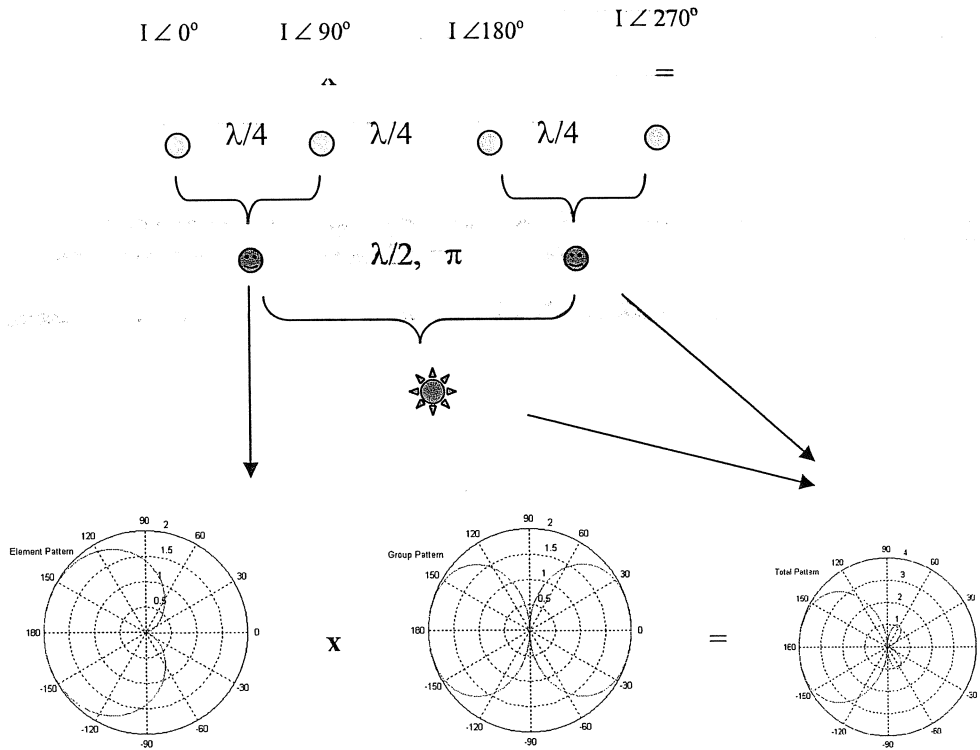 I ∠ 0° I ∠ 90° I ∠180° I ∠ 270°
x =
λ/4 λ/4 λ/4
λ/2, π
Element Pattern
90 2
120 60
1.5
150 1 30
0.5
180 0
-150 -30
-120 -60
-90
x
Group Pattern
90 2
120 60
1.5
150 1 30
0.5
180 0
-150 -30
-120 -60
-90
=
Total Pattern
90 4
120 60
3
150 2 30
1
180 0
-150 -30
-120 -60
-90